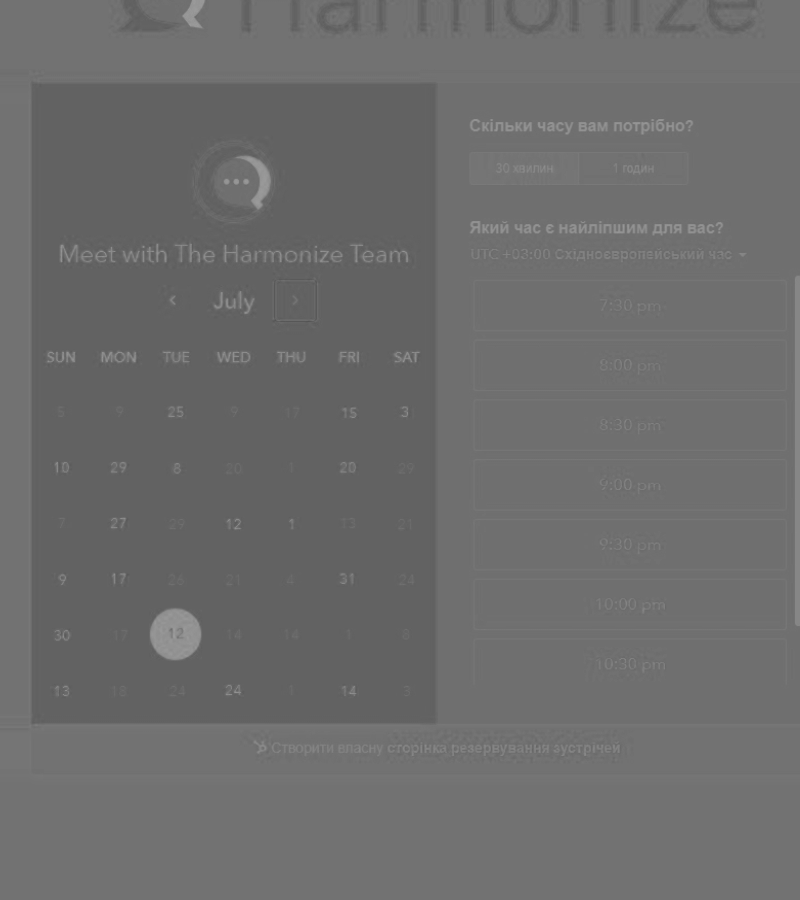 Harmonize
Скільки часу вам потрібно?
30 хвилин
1 годин
Який час є найліпшим для вас?
UTC +03:00 Східноєвропейський час
Meet with The Harmonize Team
July
SUN MON TUE WED THU FRI SAT
5 9 25 9 17 15 3
10 29 8 20 1 20 29
7 27 29 12 1 13 21
9 17 26 21 4 31 24
30 17 12 14 14 1 8
13 18 24 24 1 14 3
7:30 pm
8:00 pm
8:30 pm
9:00 pm
9:30 pm
10:00 pm
10:30 pm
Створити власну сторінка резервування зустрічей